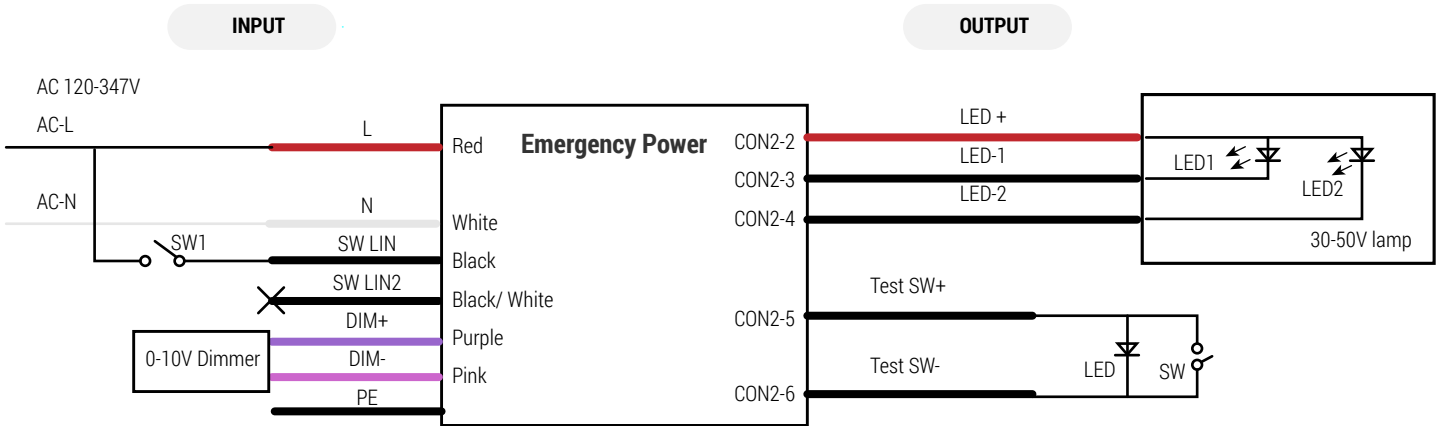 INPUT
OUTPUT
AC 120-347V
AC-L
L
Red
Emergency Power
CON2-2
LED +
LED1
LED2
CON2-3
LED-1
AC-N
N
White
CON2-4
LED-2
30-50V lamp
SW1
SW LIN
Black
SW LIN2
Black/ White
Test SW+
CON2-5
DIM+
Purple
0-10V Dimmer
DIM-
Pink
Test SW-
LED
SW
CON2-6
PE